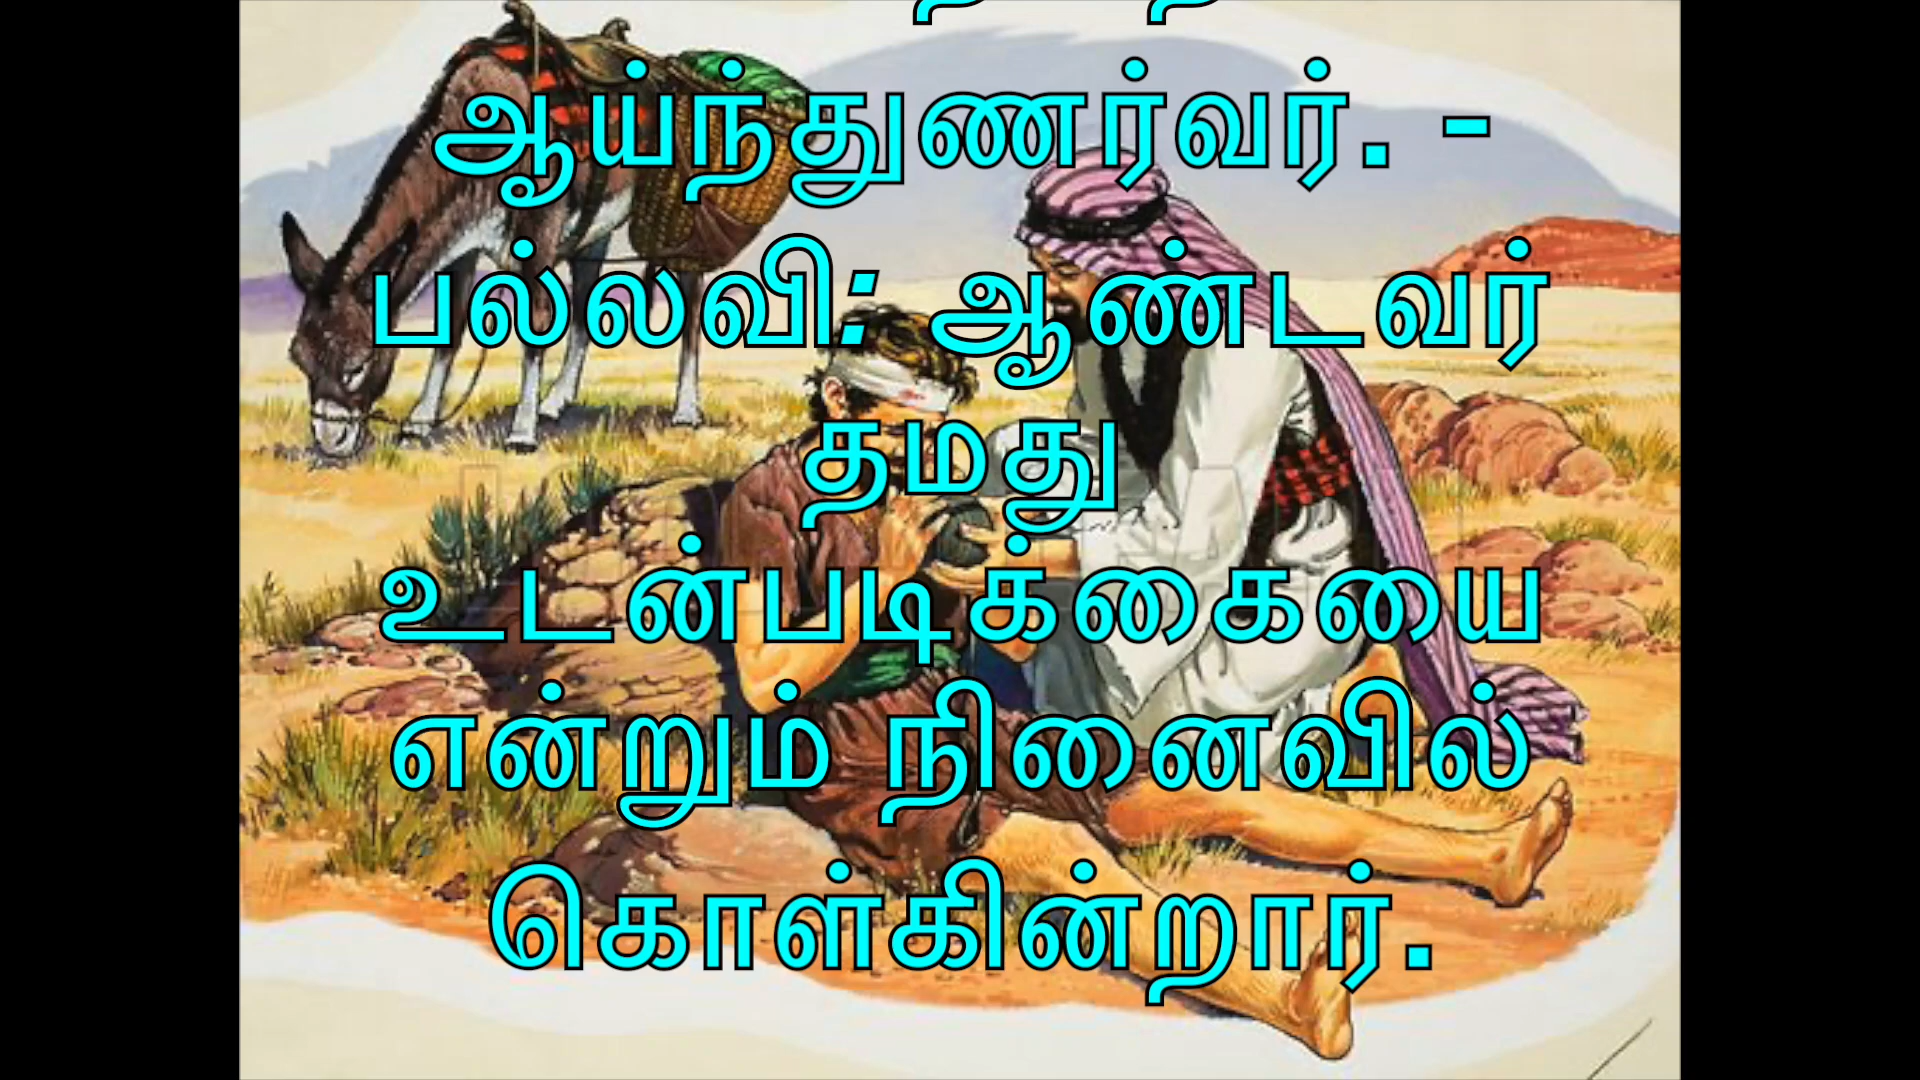 ஆய்ந்துணர்வர். -
பல்லவி: ஆண்டவர்
தமது
உடன்படிக்கையை
என்றும் நினைவில்
கொள்கின்றார்.